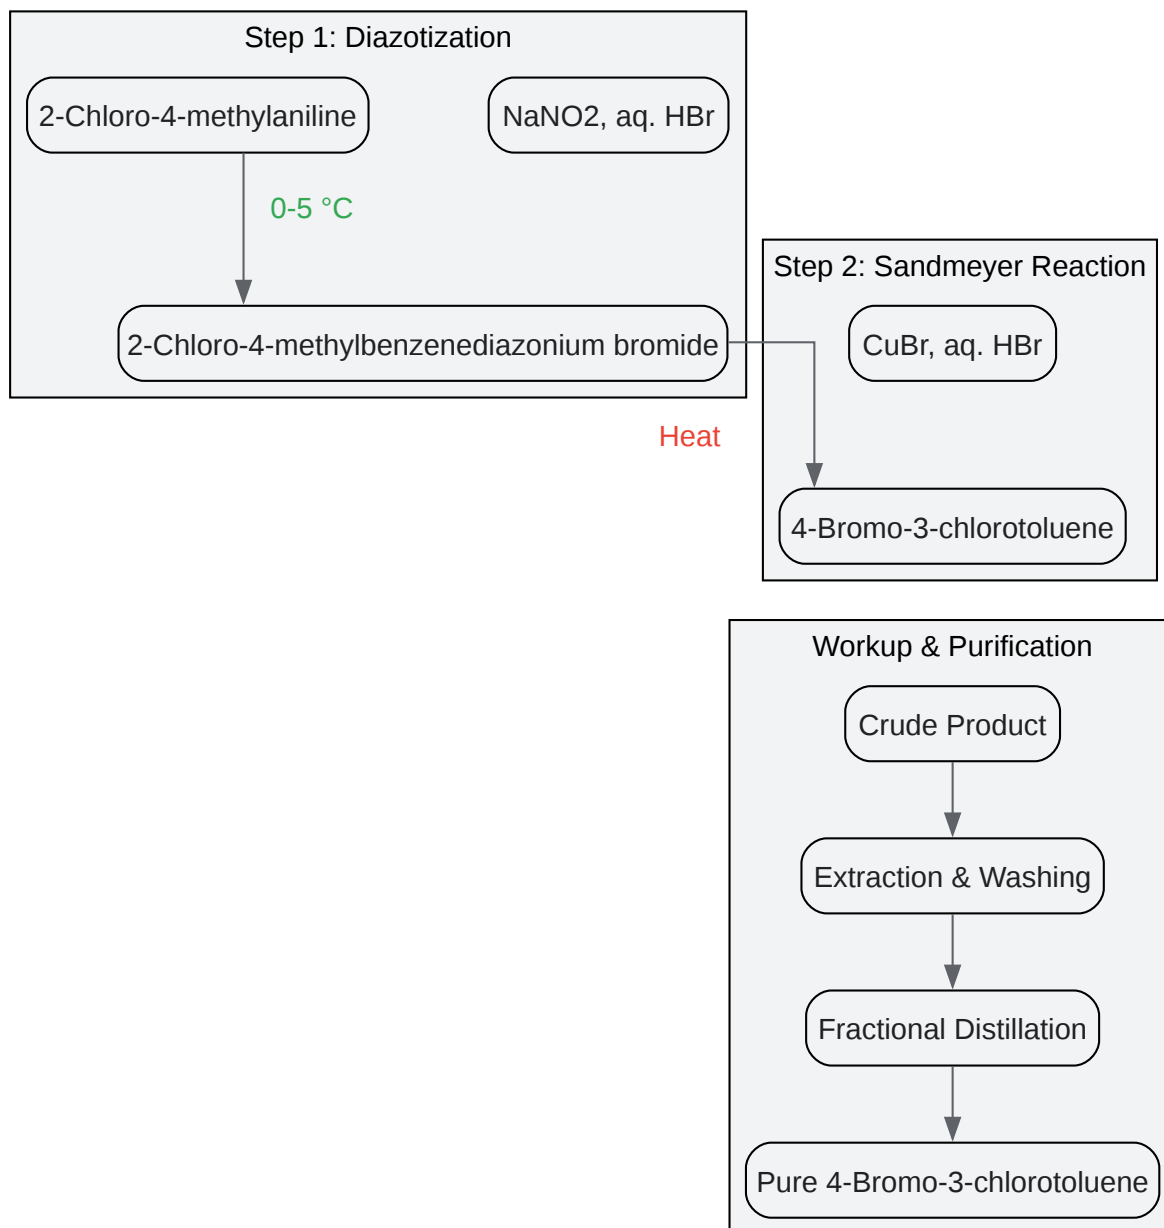 Step 1: Diazotization
2-Chloro-4-methylaniline
NaNO2, aq. HBr
0-5 °C
2-Chloro-4-methylbenzenediazonium bromide
Step 2: Sandmeyer Reaction
CuBr, aq. HBr
Heat
4-Bromo-3-chlorotoluene
Workup & Purification
Crude Product
Extraction & Washing
Fractional Distillation
Pure 4-Bromo-3-chlorotoluene